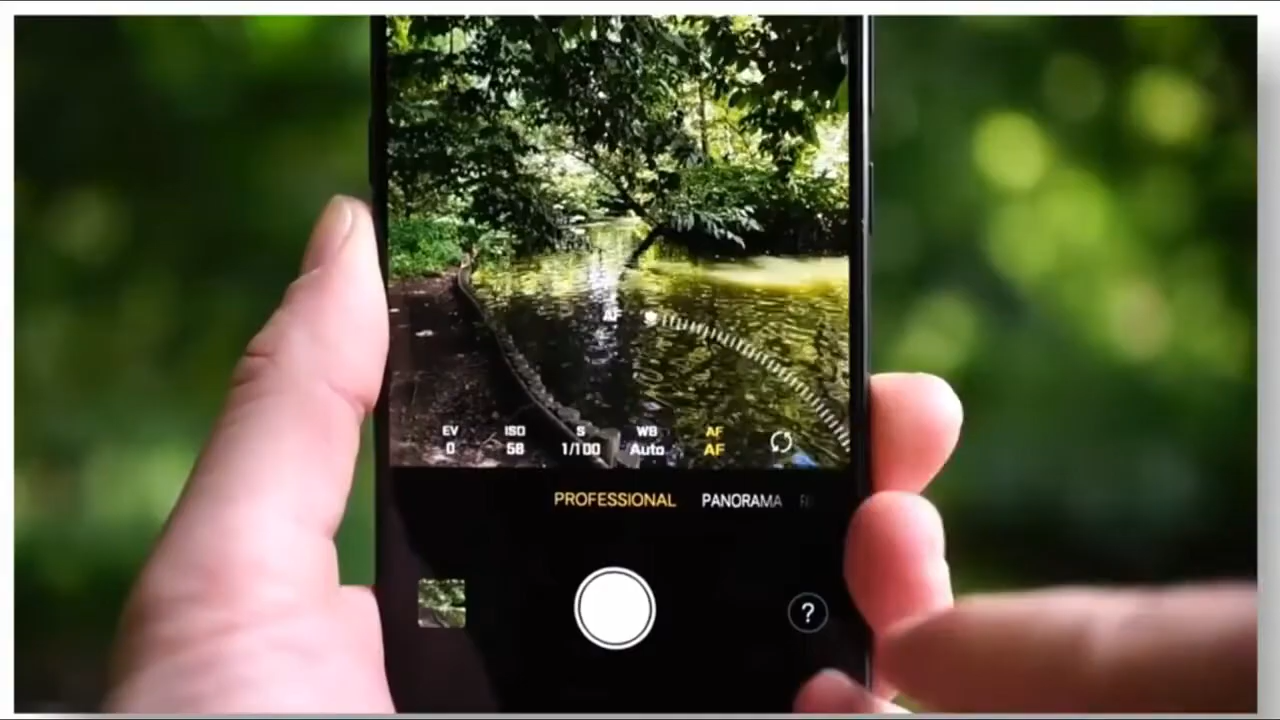 AF
EV ISO S WB AF
0 58 1/100 Auto AF
PROFESSIONAL PANORAMA
?